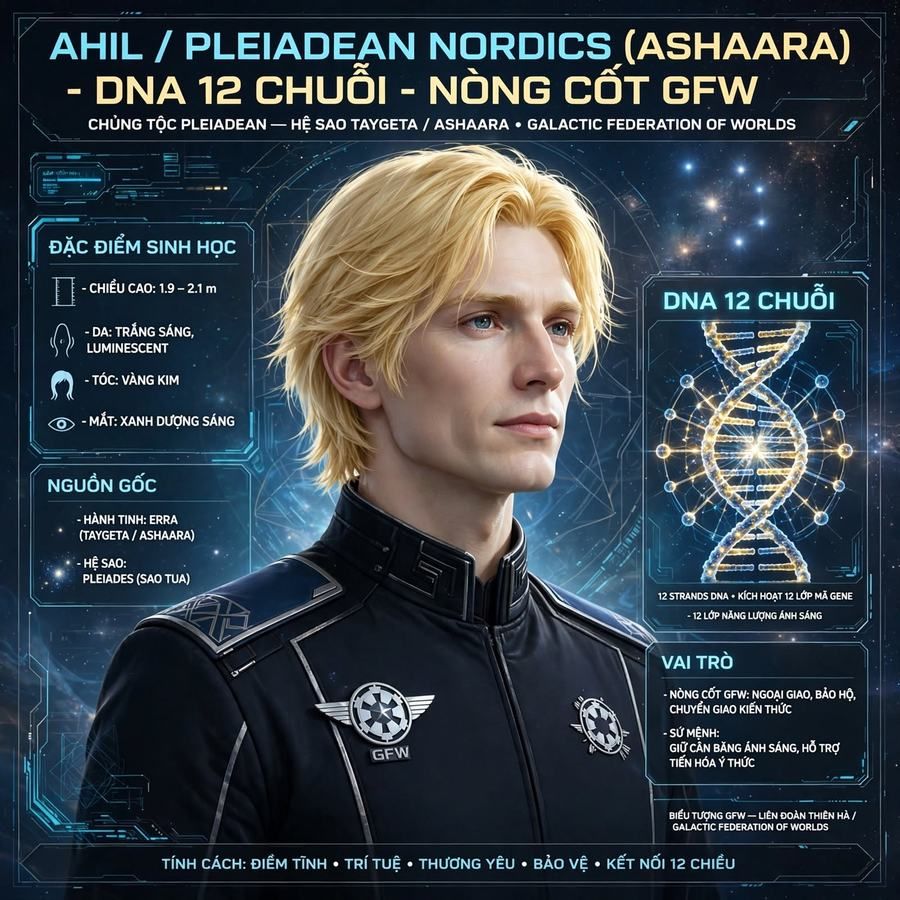 AHIL / PLEIADEAN NORDICS (ASHAARA)
- DNA 12 CHUỖI - NÒNG CỐT GFW
CHỦNG TỘC PLEIADEAN — HỆ SAO TAYGETA / ASHAARA • GALACTIC FEDERATION OF WORLDS
ĐẶC ĐIỂM SINH HỌC
- CHIỀU CAO: 1.9 – 2.1 m
- DA: TRẮNG SÁNG,
LUMINESCENT
- TÓC: VÀNG KIM
- MẮT: XANH DƯỢNG SÁNG
NGUỒN GỐC
- HÀNH TINH: ERRA
(TAYGETA / ASHAARA)
- HỆ SAO:
PLEIADES (SAO TUA)
DNA 12 CHUỖI
12 STRANDS DNA • KÍCH HOẠT 12 LỚP MÃ GENE
- 12 LỚP NĂNG LƯỢNG ÁNH SÁNG
VAI TRÒ
- NÒNG CỐT GFW: NGOẠI GIAO, BẢO HỘ,
CHUYỂN GIAO KIẾN THỨC
- SỨ MỆNH:
GIỮ CÂN BĂNG ÁNH SÁNG, HỖ TRỢ
TIẾN HÓA Ý THỨC
GFW
BIỂU TƯỢNG GFW — LIÊN ĐOÀN THIÊN HÀ /
GALACTIC FEDERATION OF WORLDS
TÍNH CÁCH: ĐIỀM TĨNH • TRÍ TUỆ • THƯƠNG YÊU • BẢO VỆ • KẾT NỐI 12 CHIỀU